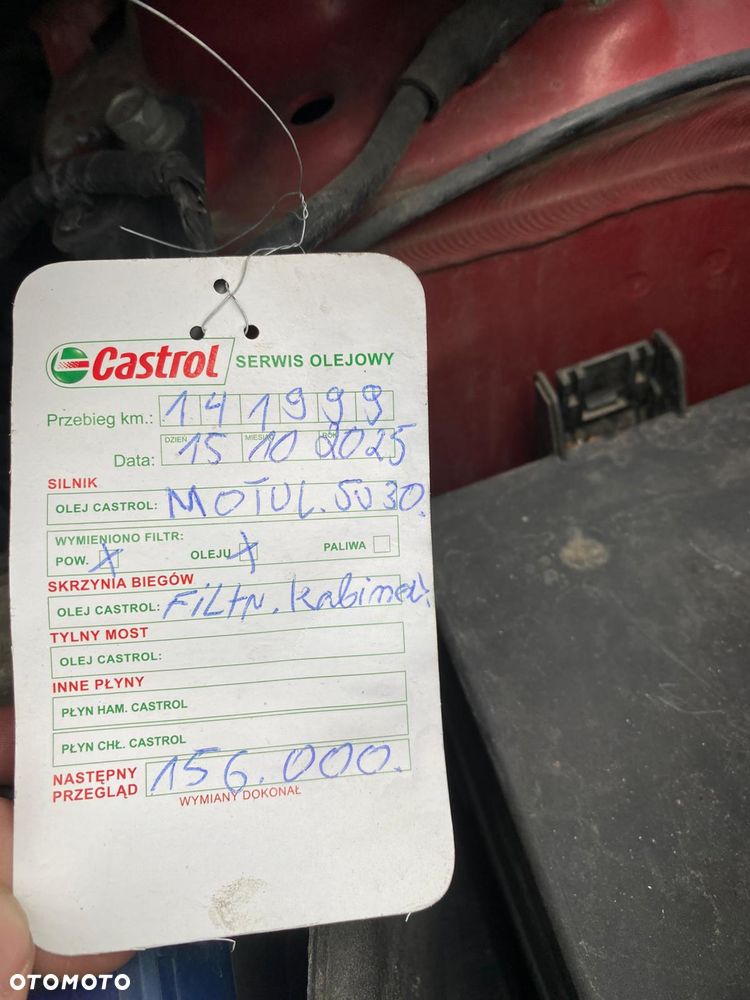 Castrol SERWIS OLEJOWY
Przebieg km.: 141999
DZIEŃ MIESIĄC ROK
Data: 15 10 2025
SILNIK
OLEJ CASTROL: MOTUL. 5W30.
WYMIENIONO FILTR:
POW. X OLEJU X PALIWA
SKRZYNIA BIEGÓW
OLEJ CASTROL: FiLtn. kabinow.
TYLNY MOST
OLEJ CASTROL:
INNE PŁYNY
PŁYN HAM. CASTROL
PŁYN CHŁ. CASTROL
NASTĘPNY PRZEGLĄD 156.000.
WYMIANY DOKONAŁ
OTOMOTO